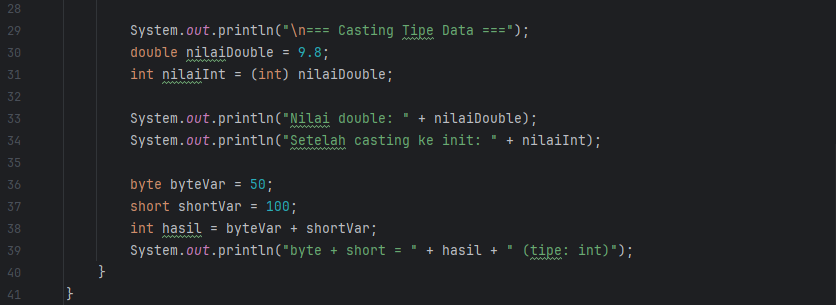 28
29 System.out.println("\n=== Casting Tipe Data ===");
30 double nilaiDouble = 9.8;
31 int nilaiInt = (int) nilaiDouble;
32
33 System.out.println("Nilai double: " + nilaiDouble);
34 System.out.println("Setelah casting ke init: " + nilaiInt);
35
36 byte byteVar = 50;
37 short shortVar = 100;
38 int hasil = byteVar + shortVar;
39 System.out.println("byte + short = " + hasil + " (tipe: int)");
40 }
41 }